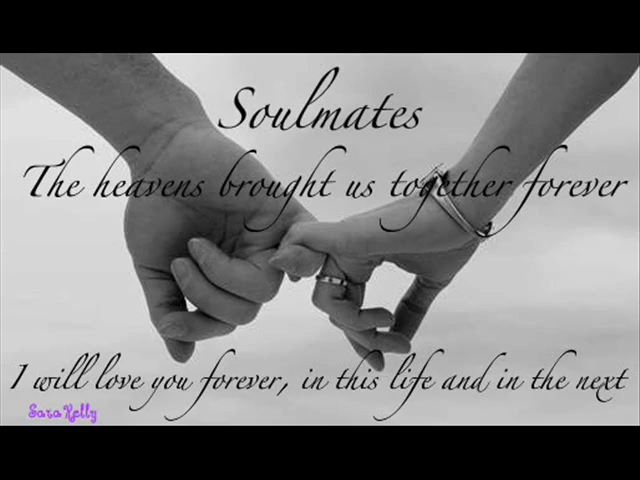 Soulmates
The heavens brought us together forever
I will love you forever, in this life and in the next
Sara Kelly